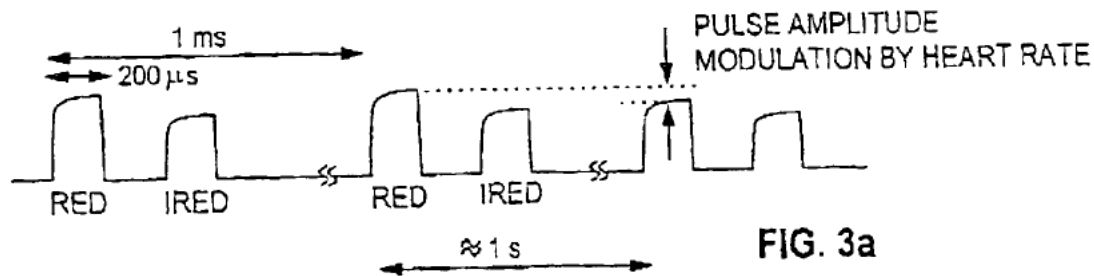 1 ms
PULSE AMPLITUDE
MODULATION BY HEART RATE
200 μs
RED IRED RED IRED
≈ 1 s
FIG. 3a